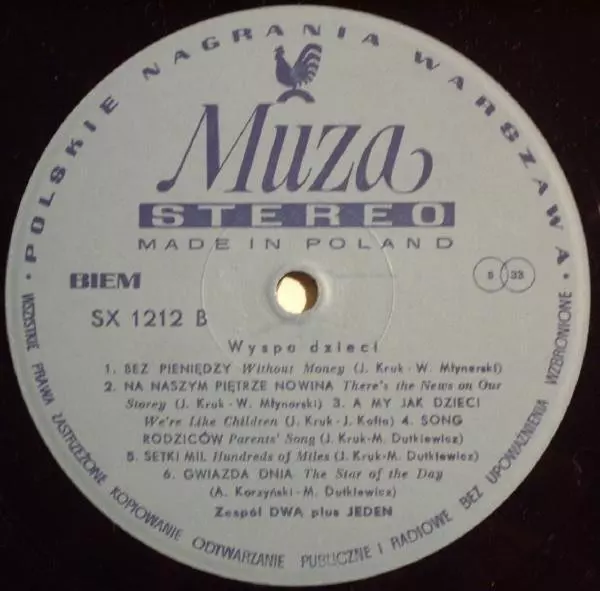 · POLSKIE NAGRANIA WARSZAWA ·
Muza
STEREO
MADE IN POLAND
BIEM
S 33
SX 1212 B
Wyspa dzieci
1. BEZ PIENIĘDZY Without Money (J. Kruk - W. Młynarski)
2. NA NASZYM PIĘTRZE NOWINA There's the News on Our
Storey (J. Kruk - W. Młynarski) 3. A MY JAK DZIECI
We're Like Children (J. Kruk - J. Kofta) 4. SONG
RODZICÓW Parents' Song (J. Kruk-M. Dutkiewicz)
5. SETKI MIL Hundreds of Miles (J. Kruk-M. Dutkiewicz)
6. GWIAZDA DNIA The Star of the Day
(A. Korzyński-M. Dutkiewicz)
Zespół DWA plus JEDEN
WSZYSTKIE PRAWA ZASTRZEŻONE KOPIOWANIE ODTWARZANIE PUBLICZNE I RADIOWE BEZ UPOWAŻNIENIA WZBRONIONE